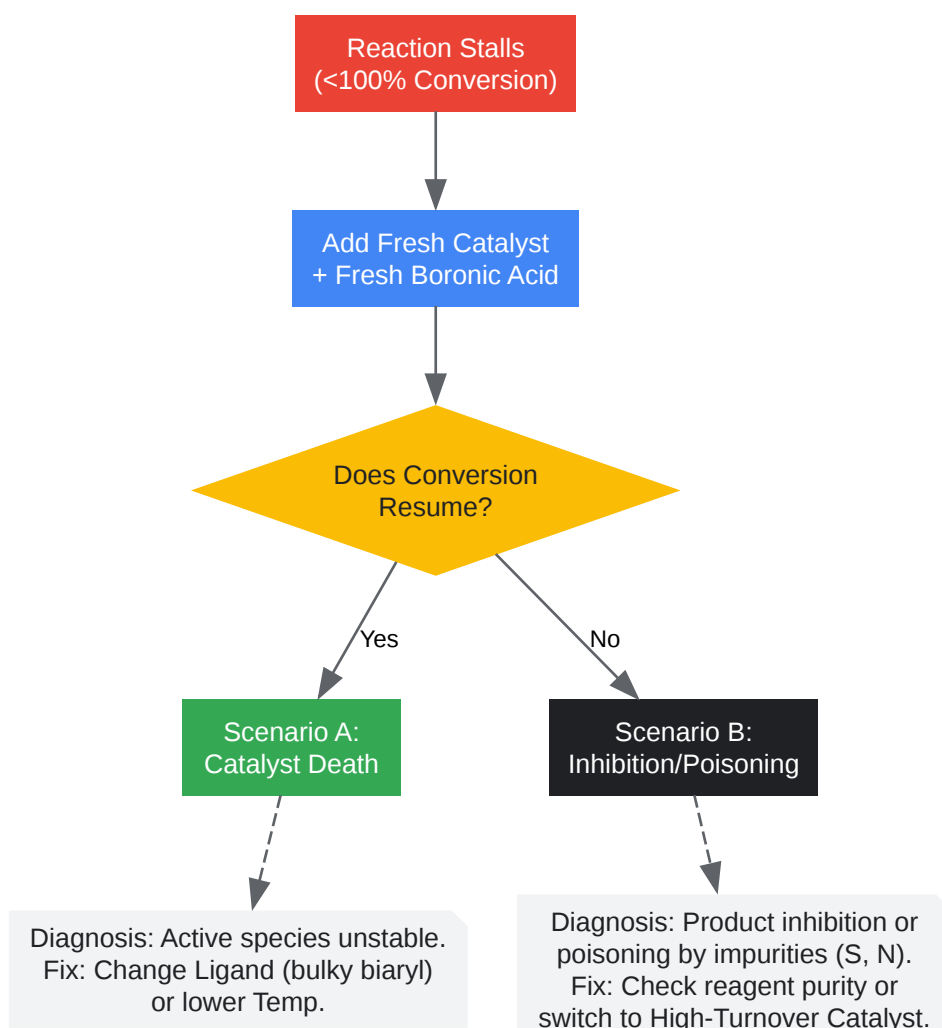 Reaction Stalls
(<100% Conversion)
Add Fresh Catalyst
+ Fresh Boronic Acid
Does Conversion
Resume?
Yes
No
Scenario A:
Catalyst Death
Scenario B:
Inhibition/Poisoning
Diagnosis: Active species unstable.
Fix: Change Ligand (bulky biaryl)
or lower Temp.
Diagnosis: Product inhibition or
poisoning by impurities (S, N).
Fix: Check reagent purity or
switch to High-Turnover Catalyst.